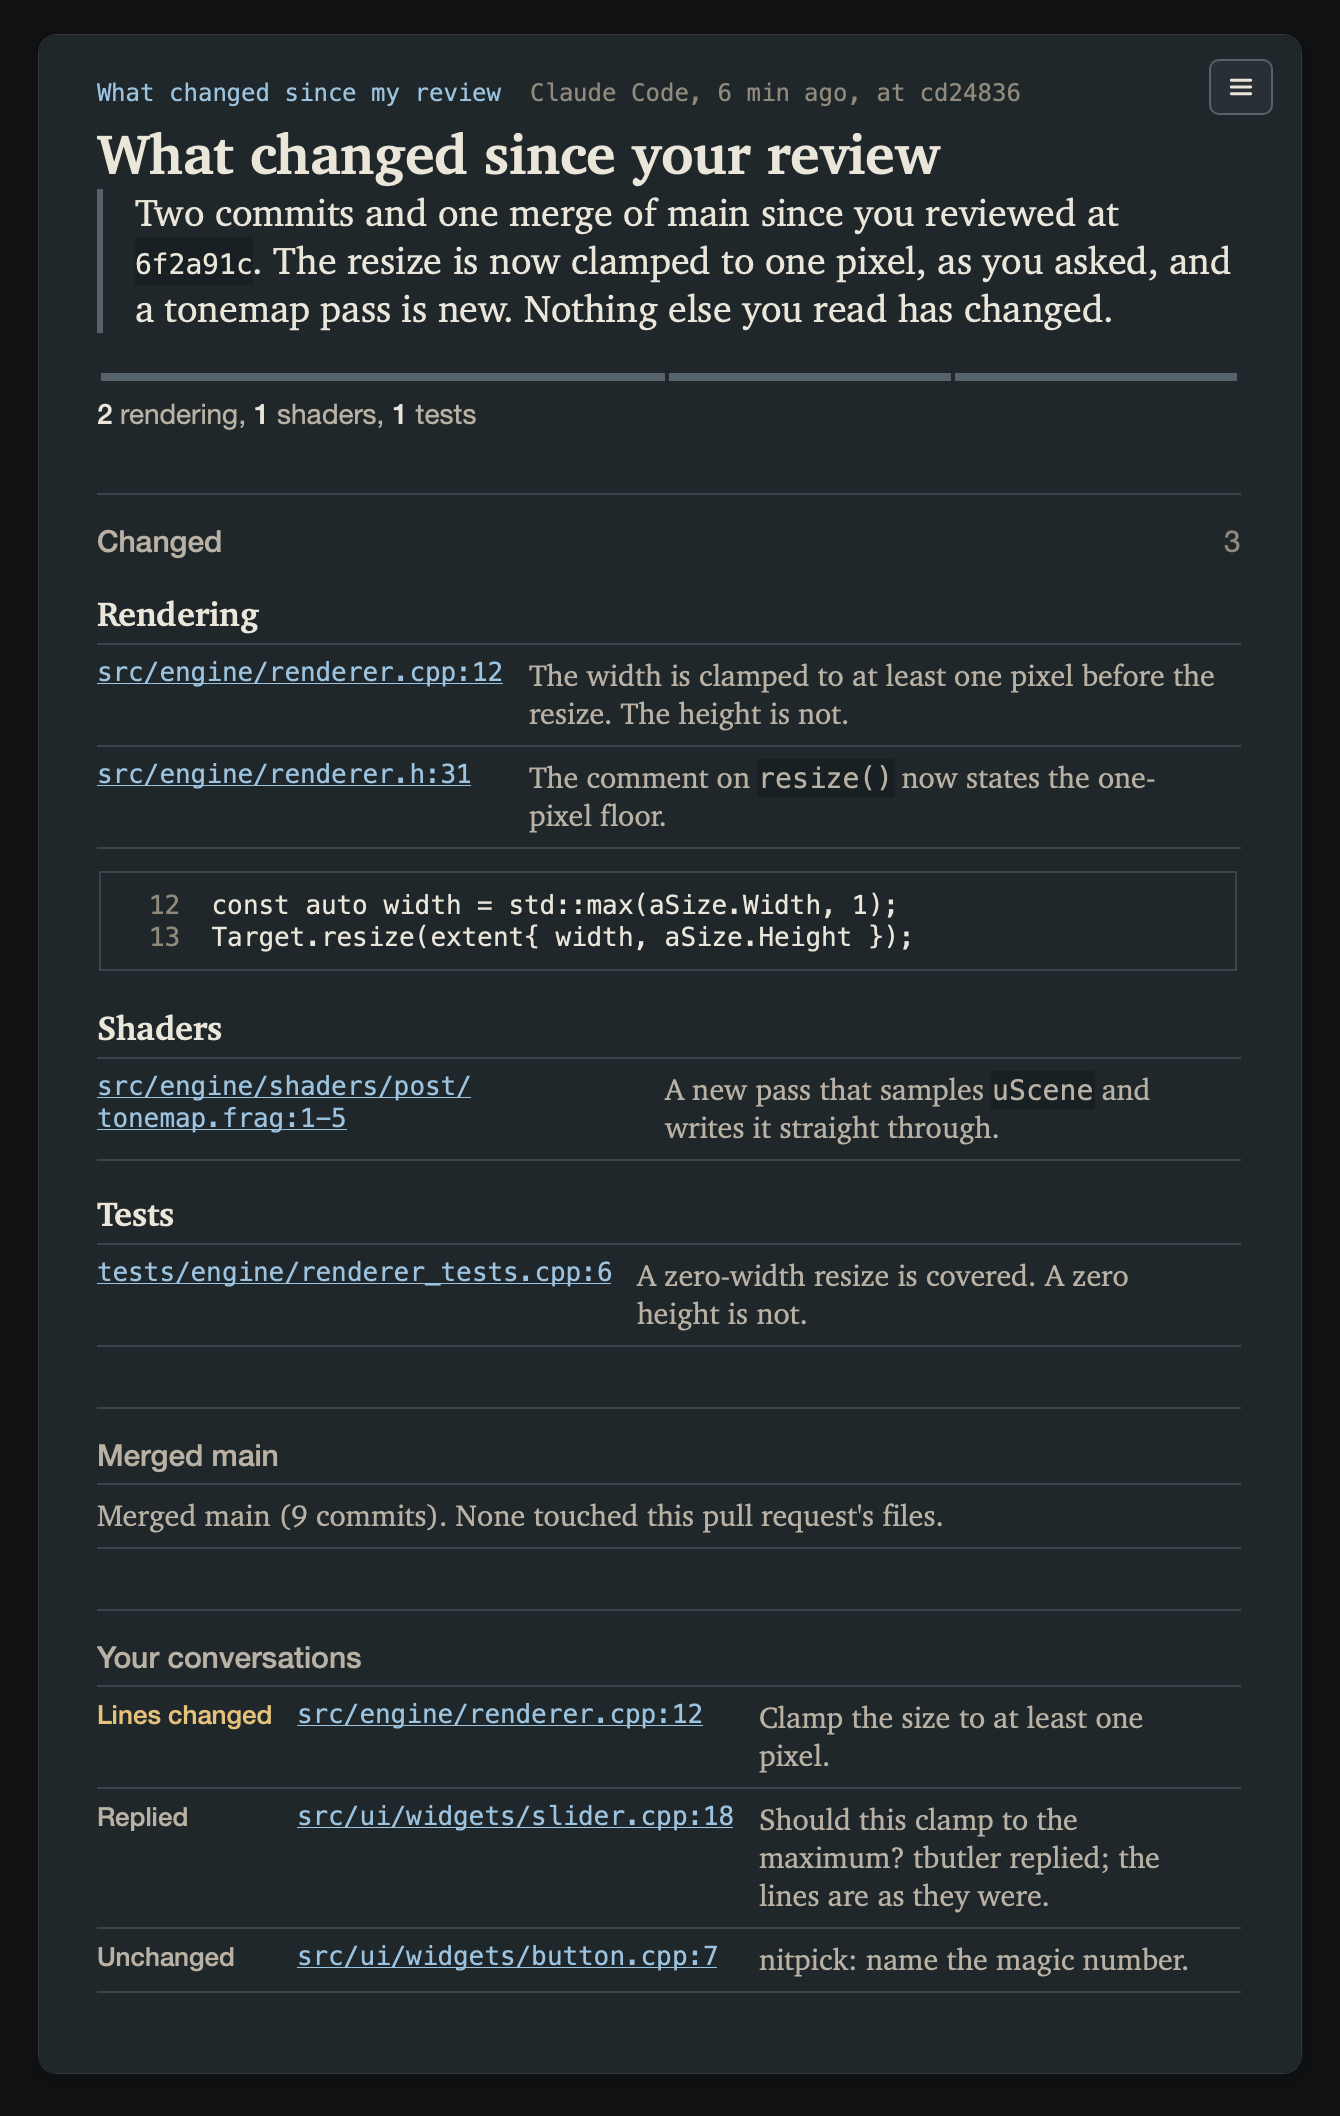 What changed since my review Claude Code, 6 min ago, at cd24836
What changed since your review
Two commits and one merge of main since you reviewed at
6f2a91c. The resize is now clamped to one pixel, as you asked, and
a tonemap pass is new. Nothing else you read has changed.
2 rendering, 1 shaders, 1 tests
Changed 3
Rendering
src/engine/renderer.cpp:12 The width is clamped to at least one pixel before the
resize. The height is not.
src/engine/renderer.h:31 The comment on resize() now states the one-
pixel floor.
12 const auto width = std::max(aSize.Width, 1);
13 Target.resize(extent{ width, aSize.Height });
Shaders
src/engine/shaders/post/ A new pass that samples uScene and
tonemap.frag:1–5 writes it straight through.
Tests
tests/engine/renderer_tests.cpp:6 A zero-width resize is covered. A zero
height is not.
Merged main
Merged main (9 commits). None touched this pull request's files.
Your conversations
Lines changed src/engine/renderer.cpp:12 Clamp the size to at least one
pixel.
Replied src/ui/widgets/slider.cpp:18 Should this clamp to the
maximum? tbutler replied; the
lines are as they were.
Unchanged src/ui/widgets/button.cpp:7 nitpick: name the magic number.